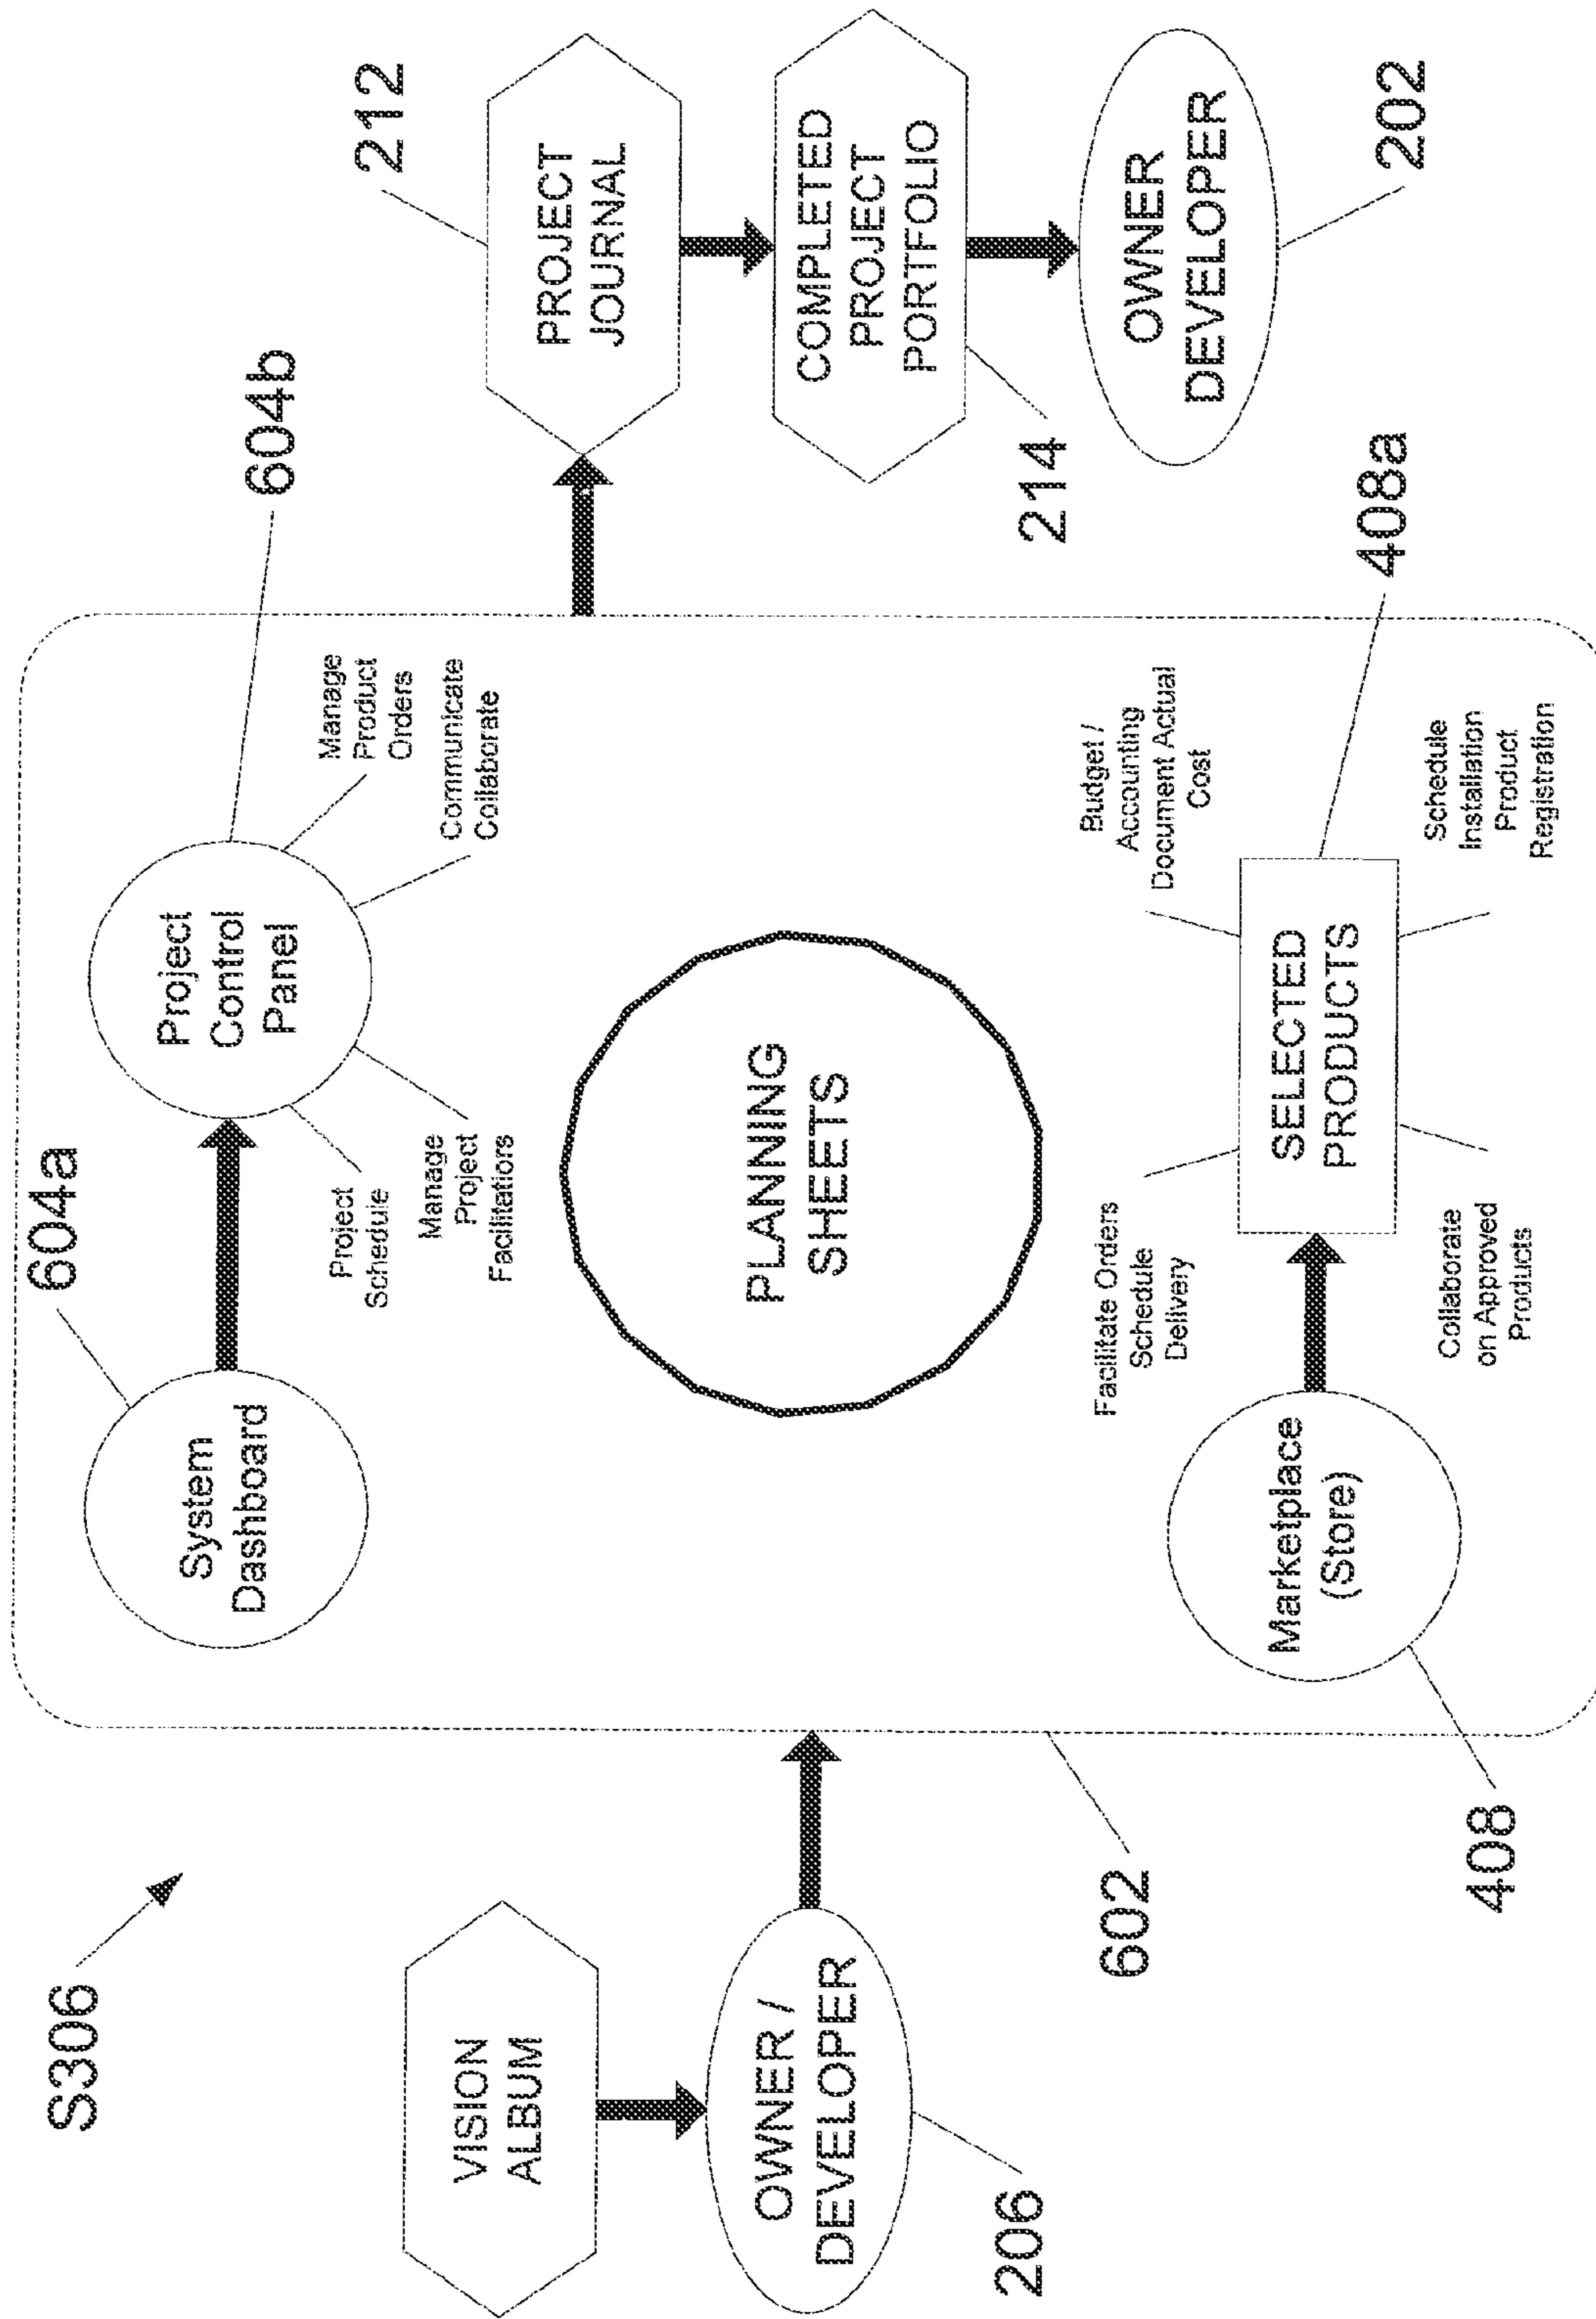 S306
VISION
ALBUM
OWNER /
DEVELOPER
206
602
604a
System
Dashboard
Project
Control
Panel
604b
Project
Schedule
Manage
Project
Facilitators
Manage
Product
Orders
Communicate
Collaborate
PLANNING
SHEETS
Marketplace
(Store)
408
Facilitate Orders
Schedule
Delivery
Collaborate
on Approved
Products
SELECTED
PRODUCTS
Budget /
Accounting
Document Actual
Cost
Schedule
Installation
Product
Registration
408a
212
PROJECT
JOURNAL
COMPLETED
PROJECT
PORTFOLIO
214
OWNER
DEVELOPER
202